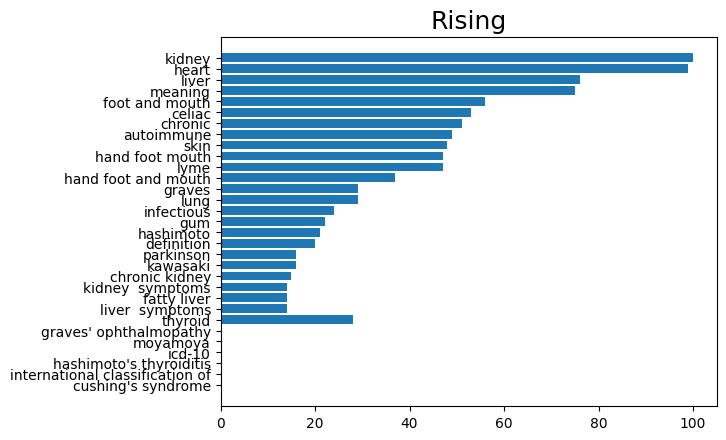 Rising
kidney
heart
liver
meaning
foot and mouth
celiac
chronic
autoimmune
skin
hand foot mouth
lyme
hand foot and mouth
graves
lung
infectious
gum
hashimoto
definition
parkinson
kawasaki
chronic kidney
kidney  symptoms
fatty liver
liver  symptoms
thyroid
graves' ophthalmopathy
moyamoya
icd-10
hashimoto's thyroiditis
international classification of
cushing's syndrome
0 20 40 60 80 100